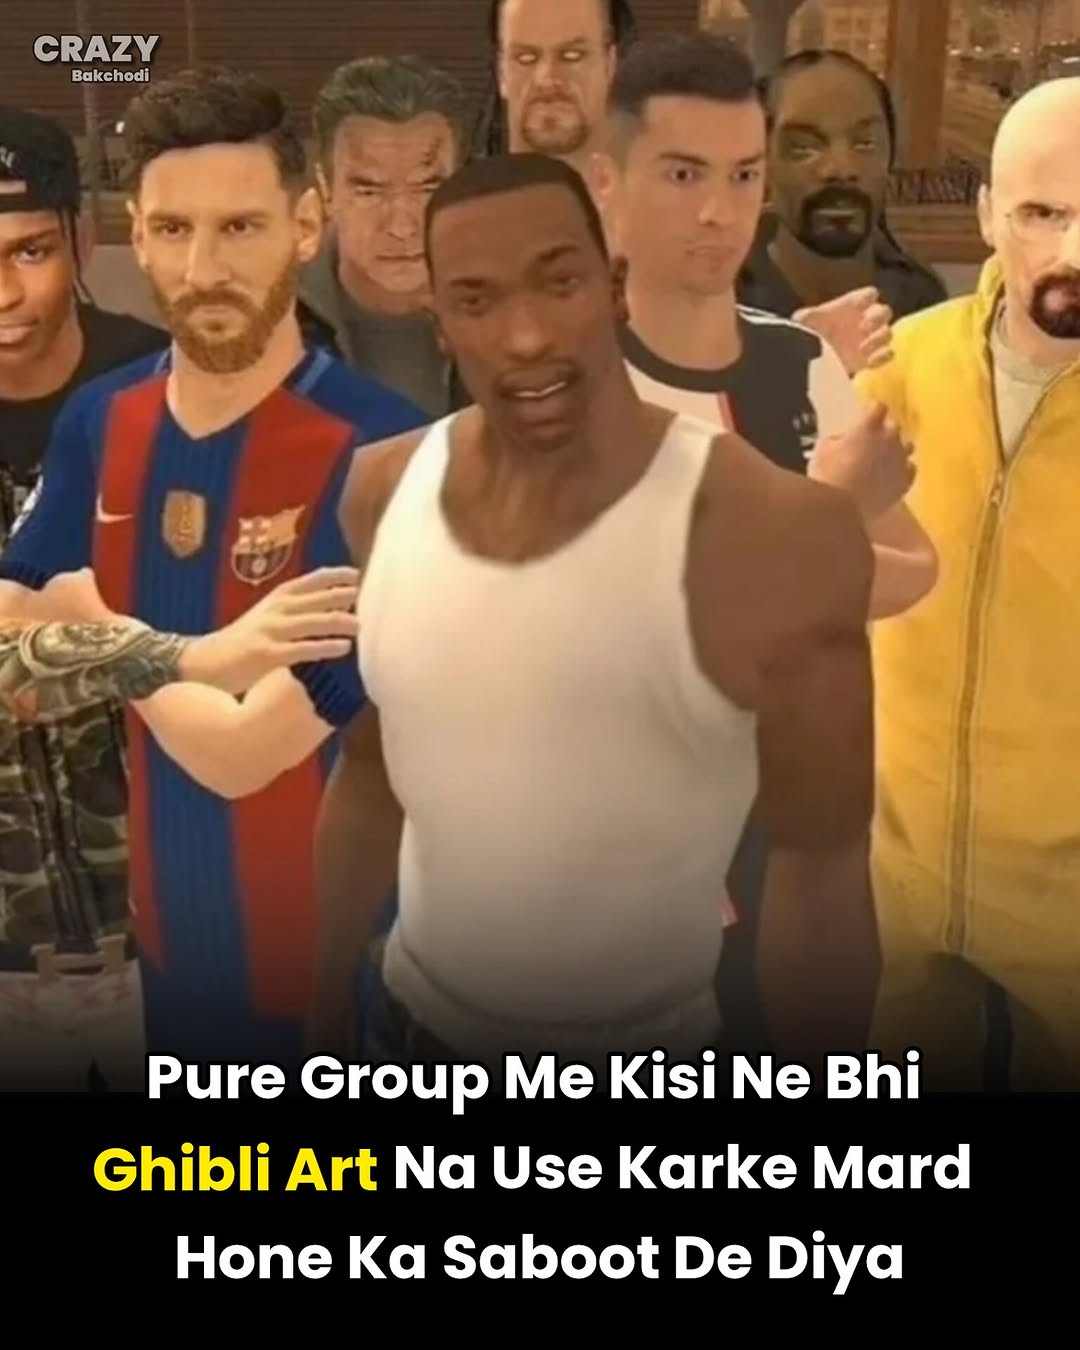 CRAZY
Bakchodi
Pure Group Me Kisi Ne Bhi
Ghibli Art Na Use Karke Mard
Hone Ka Saboot De Diya